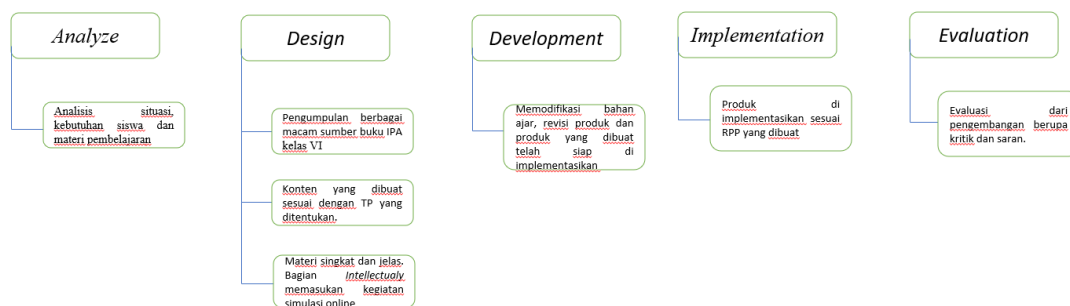 Analyze
Analisis situasi,
kebutuhan siswa dan
materi pembelajaran
Design
Pengumpulan berbagai
macam sumber buku IPA
kelas VI
Konten yang dibuat
sesuai dengan TP yang
ditentukan.
Materi singkat dan jelas.
Bagian Intellectualy
memasukan kegiatan
simulasi online
Development
Memodifikasi bahan
ajar, revisi produk dan
produk yang dibuat
telah siap di
implementasikan
Implementation
Produk di
implementasikan sesuai
RPP yang dibuat
Evaluation
Evaluasi dari
pengembangan berupa
kritik dan saran.